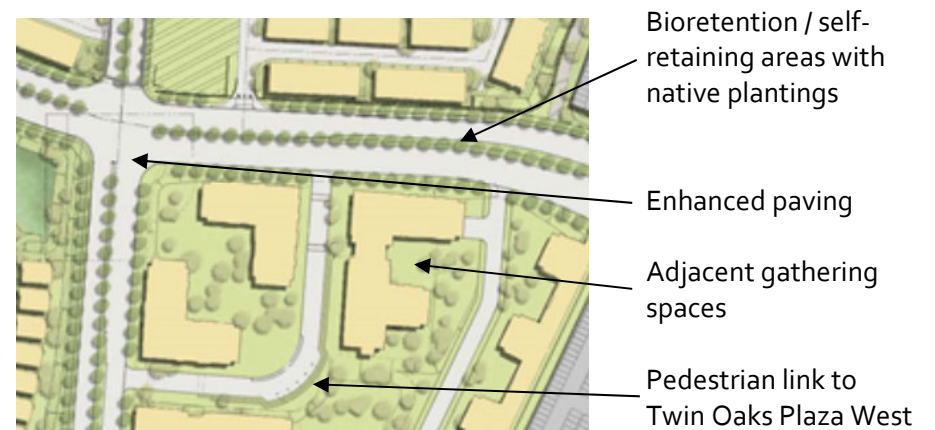 Bioretention / self-
retaining areas with
native plantings
Enhanced paving
Adjacent gathering
spaces
Pedestrian link to
Twin Oaks Plaza West